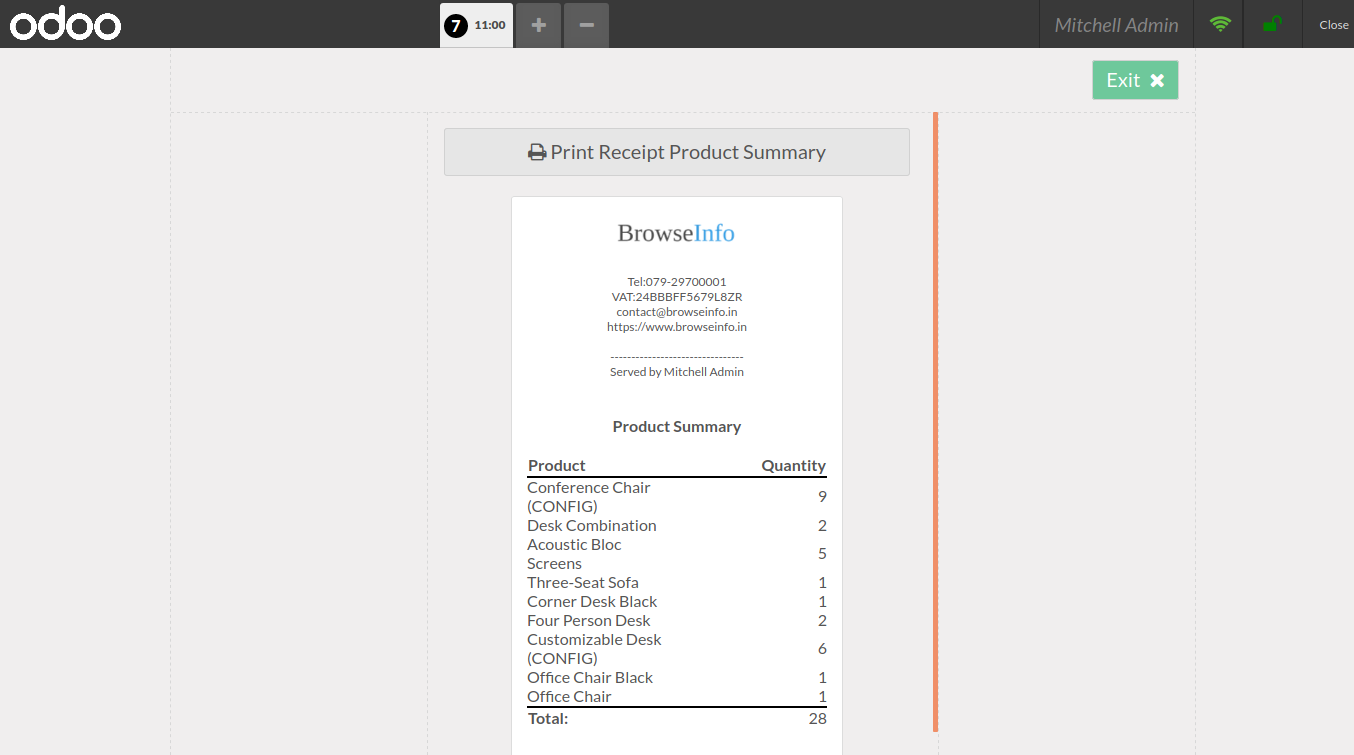 odoo
7 11:00
Mitchell Admin
Close
Exit
Print Receipt Product Summary
BrowseInfo
Tel:079-29700001
VAT:24BBBFF5679L8ZR
contact@browseinfo.in
https://www.browseinfo.in
--------------------------------
Served by Mitchell Admin
Product Summary
Product Quantity
Conference Chair
(CONFIG) 9
Desk Combination 2
Acoustic Bloc
Screens 5
Three-Seat Sofa 1
Corner Desk Black 1
Four Person Desk 2
Customizable Desk
(CONFIG) 6
Office Chair Black 1
Office Chair 1
Total: 28